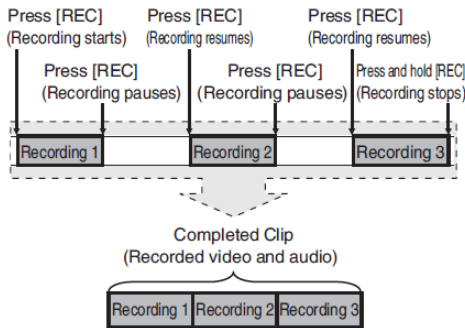 Press [REC]
(Recording starts)
Press [REC]
(Recording resumes)
Press [REC]
(Recording resumes)
Press [REC]
(Recording pauses)
Press [REC]
(Recording pauses)
Press and hold [REC]
(Recording stops)
Recording 1
Recording 2
Recording 3
Completed Clip
(Recorded video and audio)
Recording 1
Recording 2
Recording 3